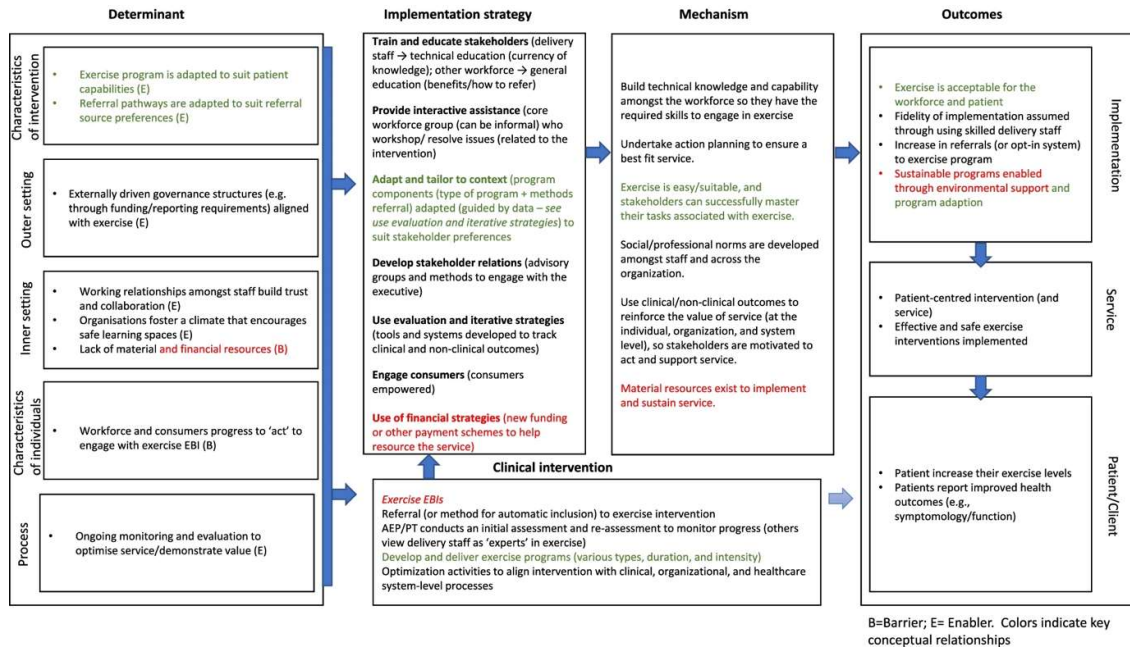 Determinant
Implementation strategy
Mechanism
Outcomes
Characteristics
of intervention
• Exercise program is adapted to suit patient
capabilities (E)
• Referral pathways are adapted to suit referral
source preferences (E)
Outer setting
• Externally driven governance structures (e.g.
through funding/reporting requirements) aligned
with exercise (E)
Inner setting
• Working relationships amongst staff build trust
and collaboration (E)
• Organisations foster a climate that encourages
safe learning spaces (E)
• Lack of material and financial resources (B)
Characteristics
of individuals
• Workforce and consumers progress to ‘act’ to
engage with exercise EBI (B)
Process
• Ongoing monitoring and evaluation to
optimise service/demonstrate value (E)
Train and educate stakeholders (delivery
staff → technical education (currency of
knowledge); other workforce → general
education (benefits/how to refer)
Provide interactive assistance (core
workforce group (can be informal) who
workshop/ resolve issues (related to the
intervention)
Adapt and tailor to context (program
components (type of program + methods
referral) adapted (guided by data – see
use evaluation and iterative strategies) to
suit stakeholder preferences
Develop stakeholder relations (advisory
groups and methods to engage with the
executive)
Use evaluation and iterative strategies
(tools and systems developed to track
clinical and non-clinical outcomes)
Engage consumers (consumers
empowered)
Use of financial strategies (new funding
or other payment schemes to help
resource the service)
Build technical knowledge and capability
amongst the workforce so they have the
required skills to engage in exercise
Undertake action planning to ensure a
best fit service.
Exercise is easy/suitable, and
stakeholders can successfully master
their tasks associated with exercise.
Social/professional norms are developed
amongst staff and across the
organization.
Use clinical/non-clinical outcomes to
reinforce the value of service (at the
individual, organization, and system
level), so stakeholders are motivated to
act and support service.
Material resources exist to implement
and sustain service.
Clinical intervention
Exercise EBIs
Referral (or method for automatic inclusion) to exercise intervention
AEP/PT conducts an initial assessment and re-assessment to monitor progress (others
view delivery staff as ‘experts’ in exercise)
Develop and deliver exercise programs (various types, duration, and intensity)
Optimization activities to align intervention with clinical, organizational, and healthcare
system-level processes
• Exercise is acceptable for the
workforce and patient
• Fidelity of implementation assumed
through using skilled delivery staff
• Increase in referrals (or opt-in system)
to exercise program
• Sustainable programs enabled
through environmental support and
program adaption
Implementation
• Patient-centred intervention (and
service)
• Effective and safe exercise
interventions implemented
Service
• Patient increase their exercise levels
• Patients report improved health
outcomes (e.g.,
symptomology/function)
Patient/Client
B=Barrier; E= Enabler. Colors indicate key
conceptual relationships